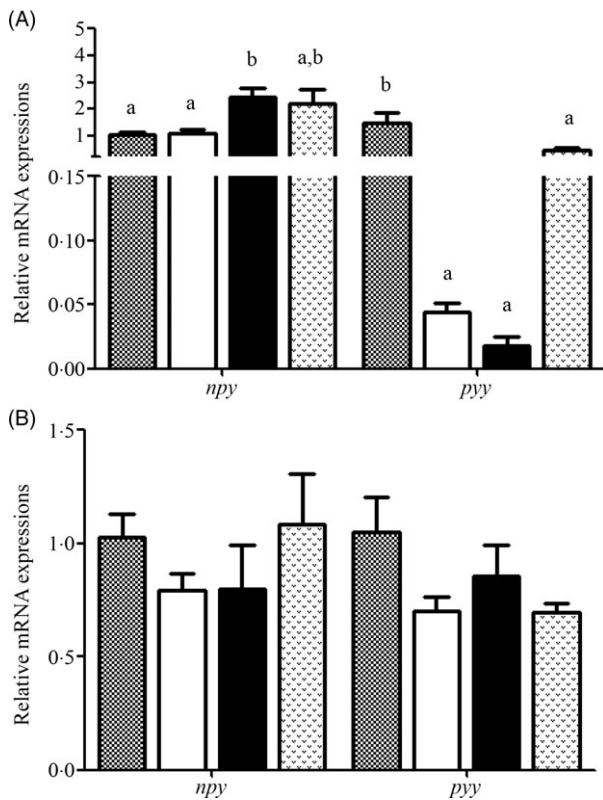 (A)
Relative mRNA expressions
5
4
3
2
1
0·15
0·10
0·05
0·00
a
a
b
a,b
b
a
a
a
npy
pyy
(B)
Relative mRNA expressions
1·5
1·0
0·5
0·0
npy
pyy